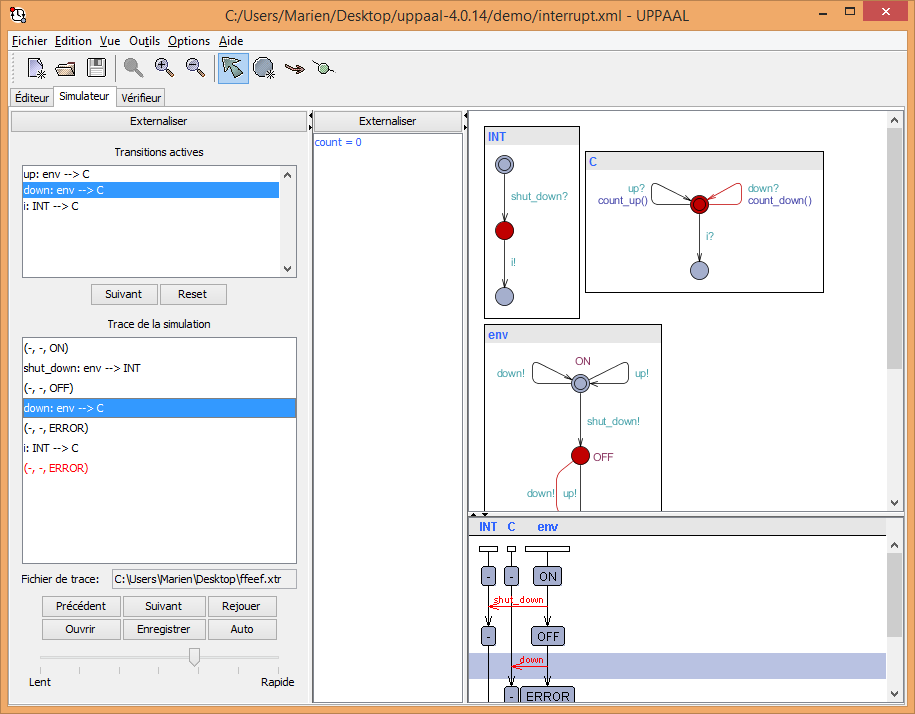 C:/Users/Marien/Desktop/uppaal-4.0.14/demo/interrupt.xml - UPPAAL
Fichier Edition Vue Outils Options Aide
Éditeur Simulateur Vérifieur
Externaliser
Transitions actives
up: env --> C
down: env --> C
i: INT --> C
Suivant Reset
Trace de la simulation
(-, -, ON)
shut_down: env --> INT
(-, -, OFF)
down: env --> C
(-, -, ERROR)
i: INT --> C
(-, -, ERROR)
Fichier de trace: C:\Users\Marien\Desktop\ffeef.xtr
Précédent Suivant Rejouer
Ouvrir Enregistrer Auto
Lent Rapide
Externaliser
count = 0
INT
shut_down?
i!
C
up? down?
count_up() count_down()
i?
env
ON
down! up!
shut_down!
OFF
down! up!
INT C env
- - ON
shut_down
- OFF
down
- ERROR